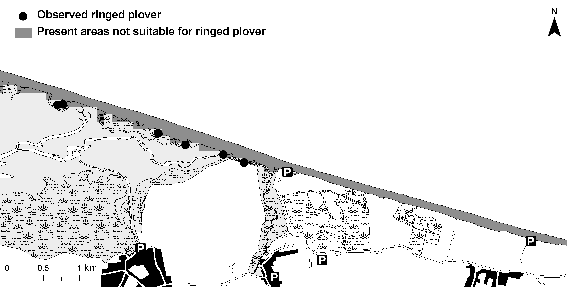 Observed ringed plover
Present areas not suitable for ringed plover
N
P
P
P
P
P
0 0.5 1 km